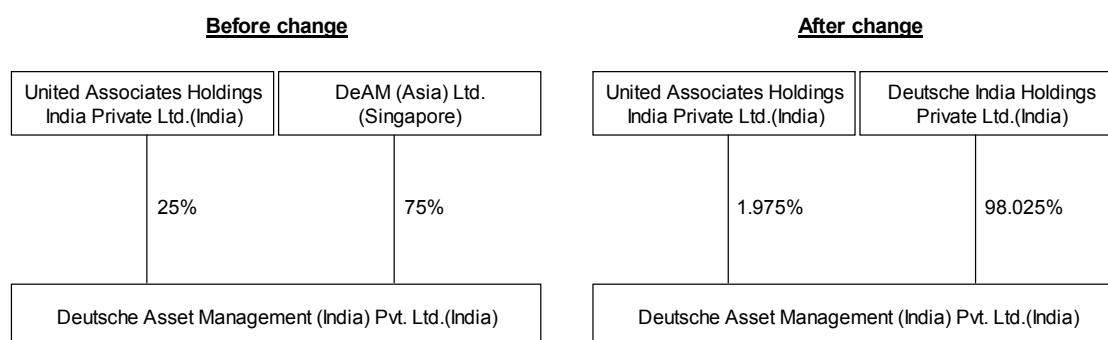 Before change
United Associates Holdings
India Private Ltd.(India)
DeAM (Asia) Ltd.
(Singapore)
25%
75%
Deutsche Asset Management (India) Pvt. Ltd.(India)
After change
United Associates Holdings
India Private Ltd.(India)
Deutsche India Holdings
Private Ltd.(India)
1.975%
98.025%
Deutsche Asset Management (India) Pvt. Ltd.(India)